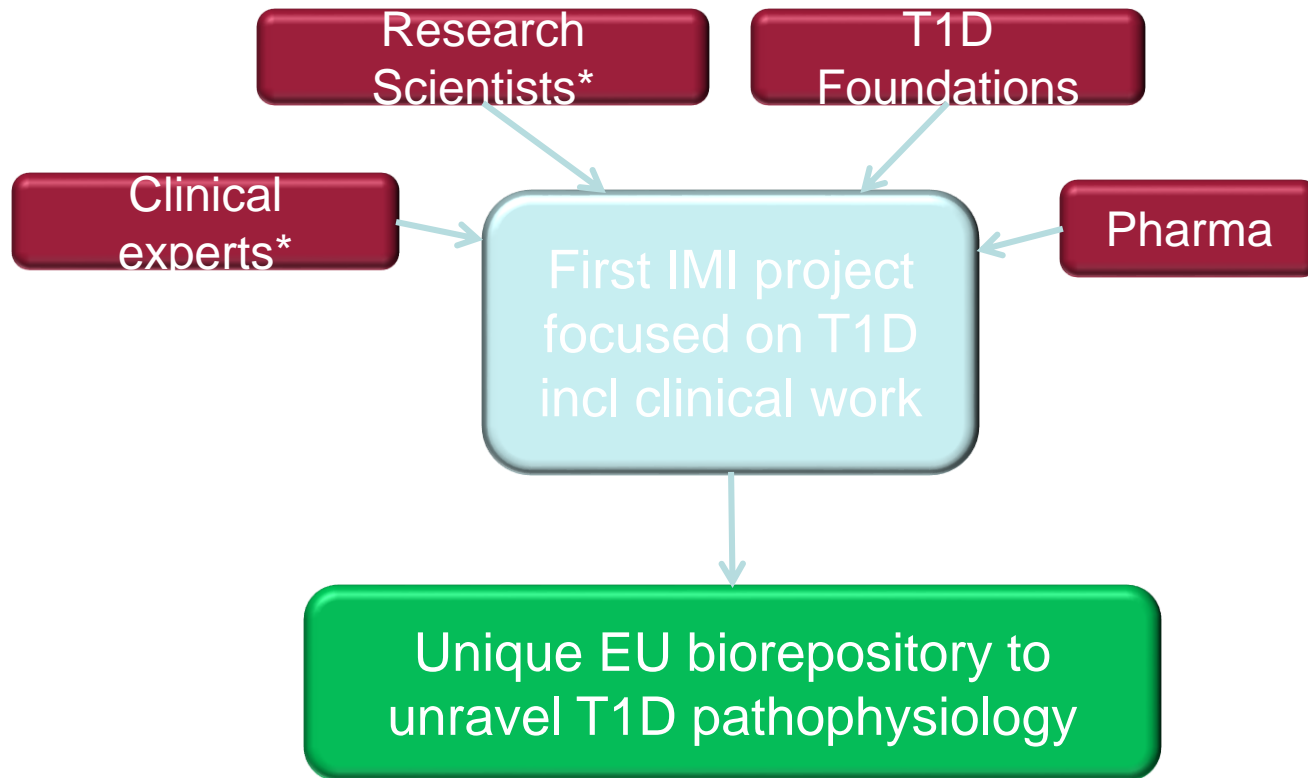 Research
Scientists*
T1D
Foundations
Clinical
experts*
Pharma
First IMI project
focused on T1D
incl clinical work
Unique EU biorepository to
unravel T1D pathophysiology